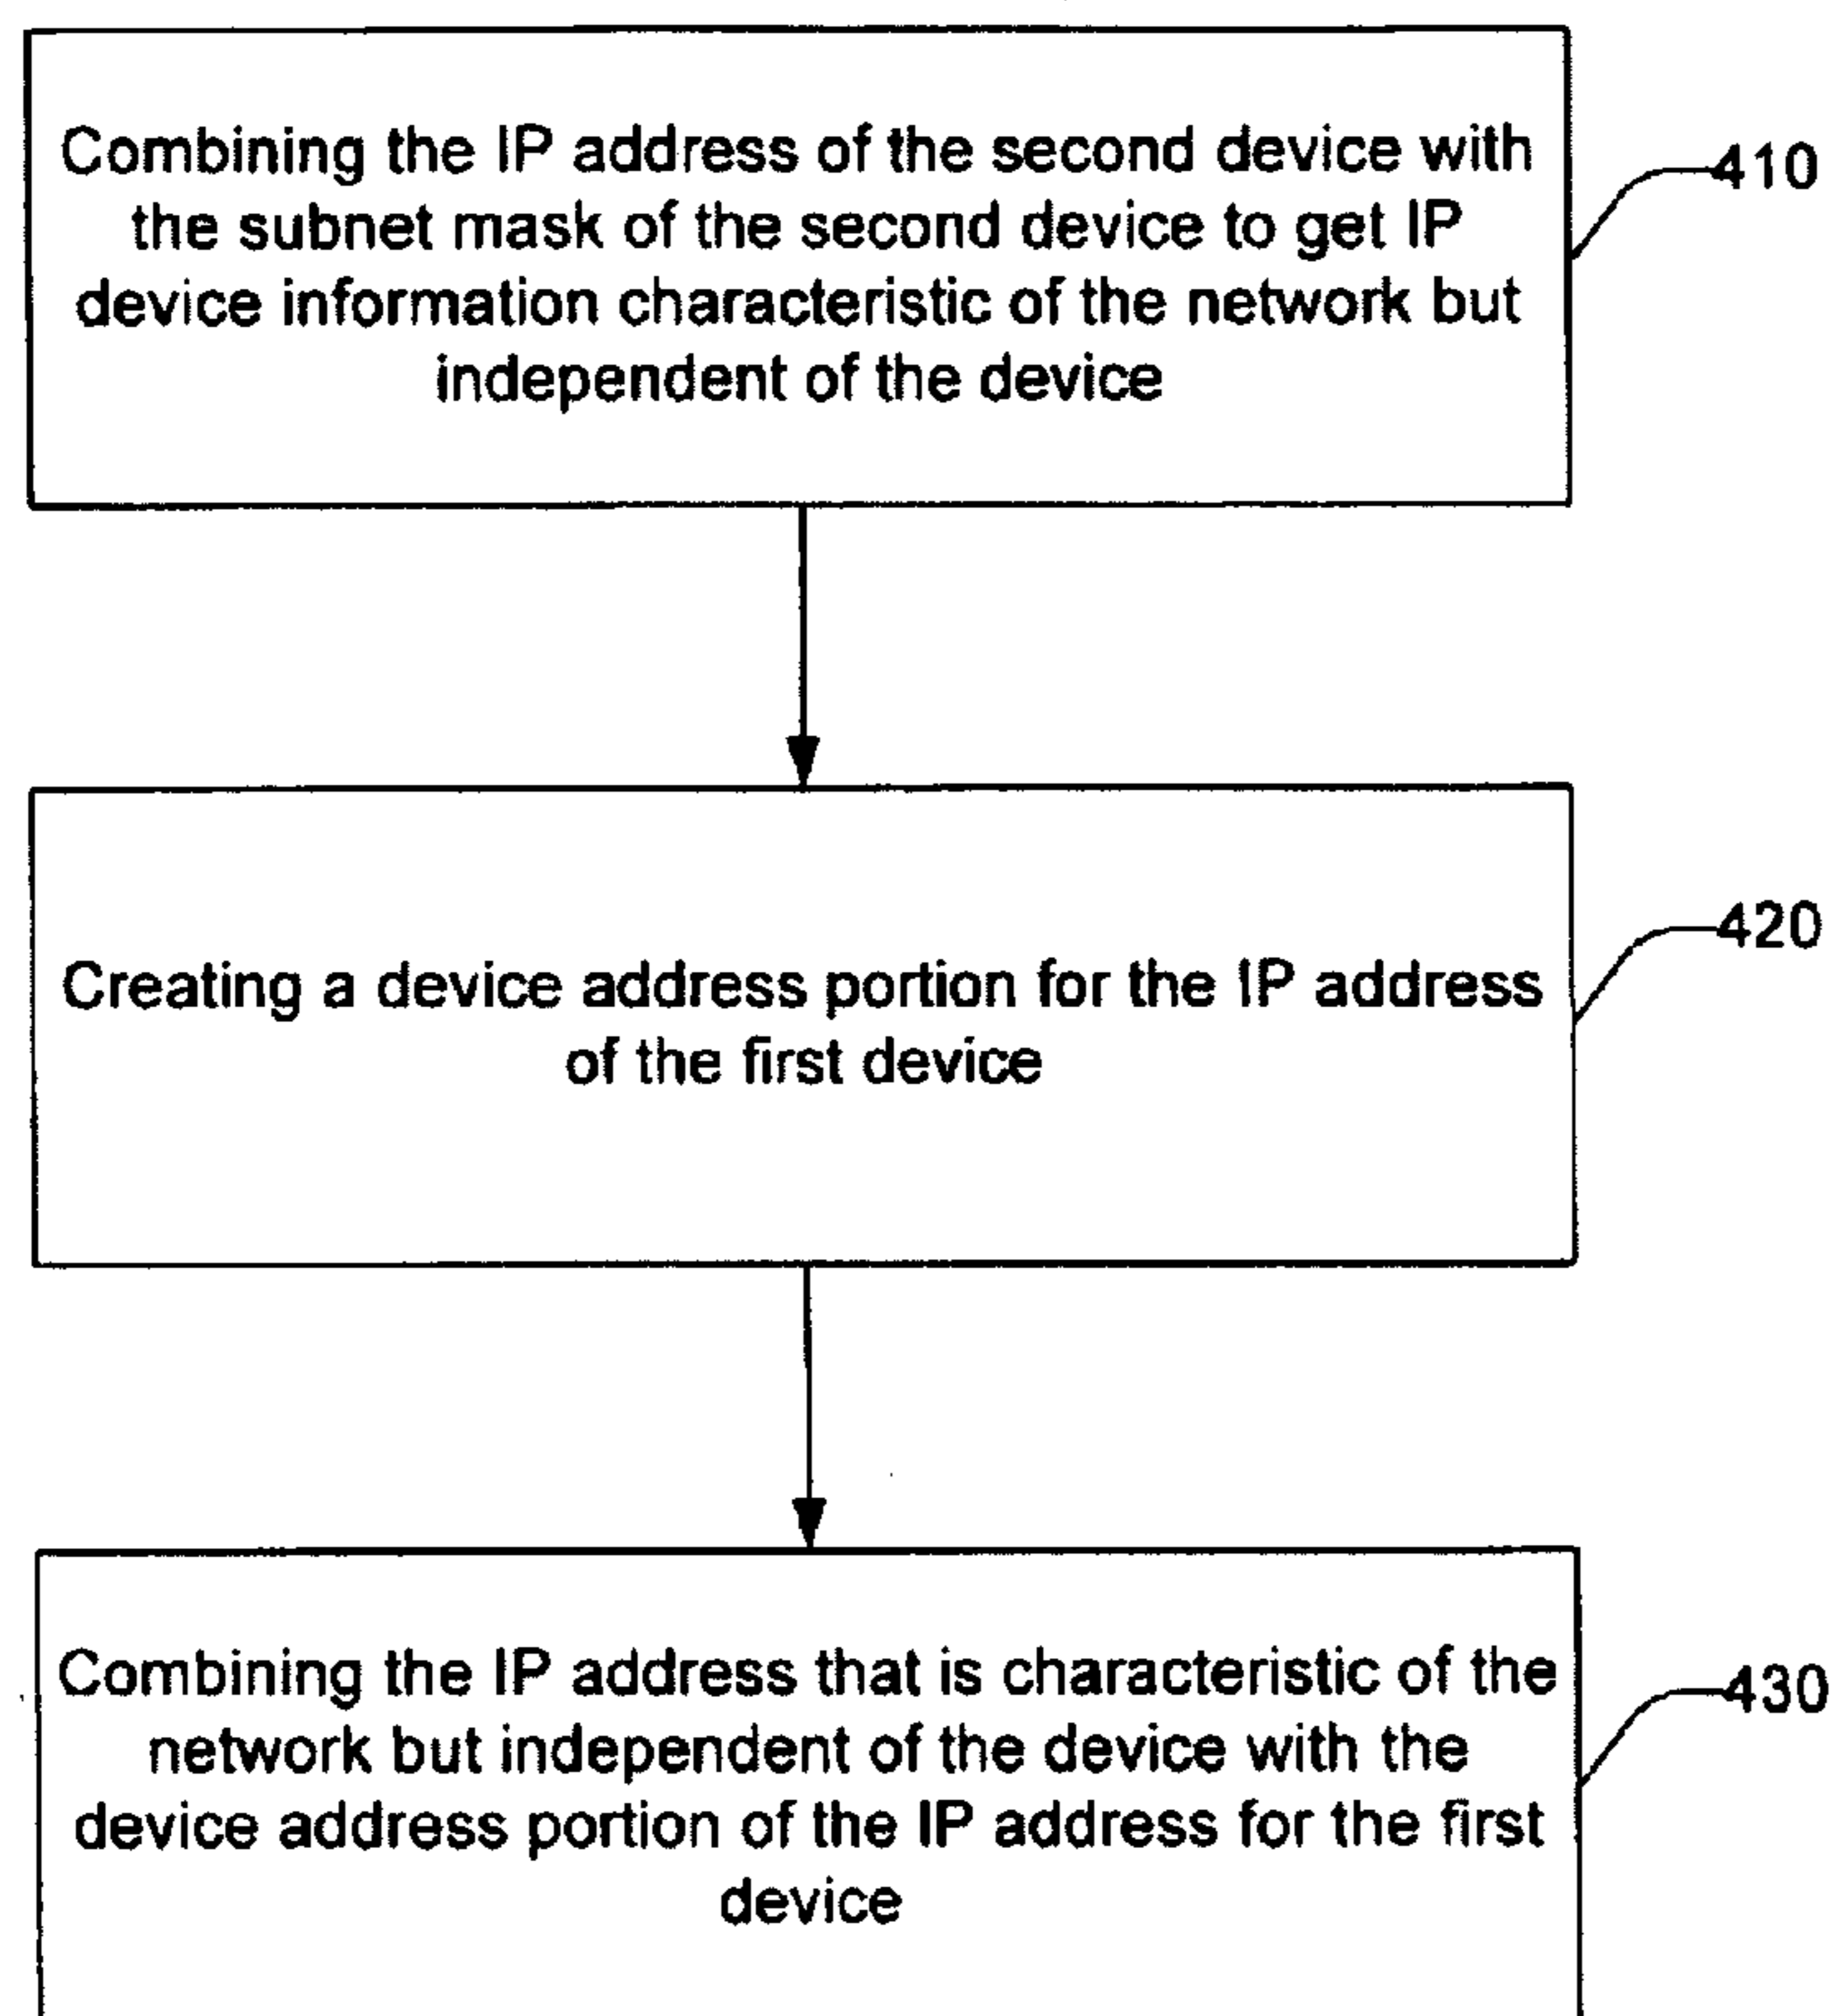 Combining the IP address of the second device with
the subnet mask of the second device to get IP
device information characteristic of the network but
independent of the device
410
Creating a device address portion for the IP address
of the first device
420
Combining the IP address that is characteristic of the
network but independent of the device with the
device address portion of the IP address for the first
device
430